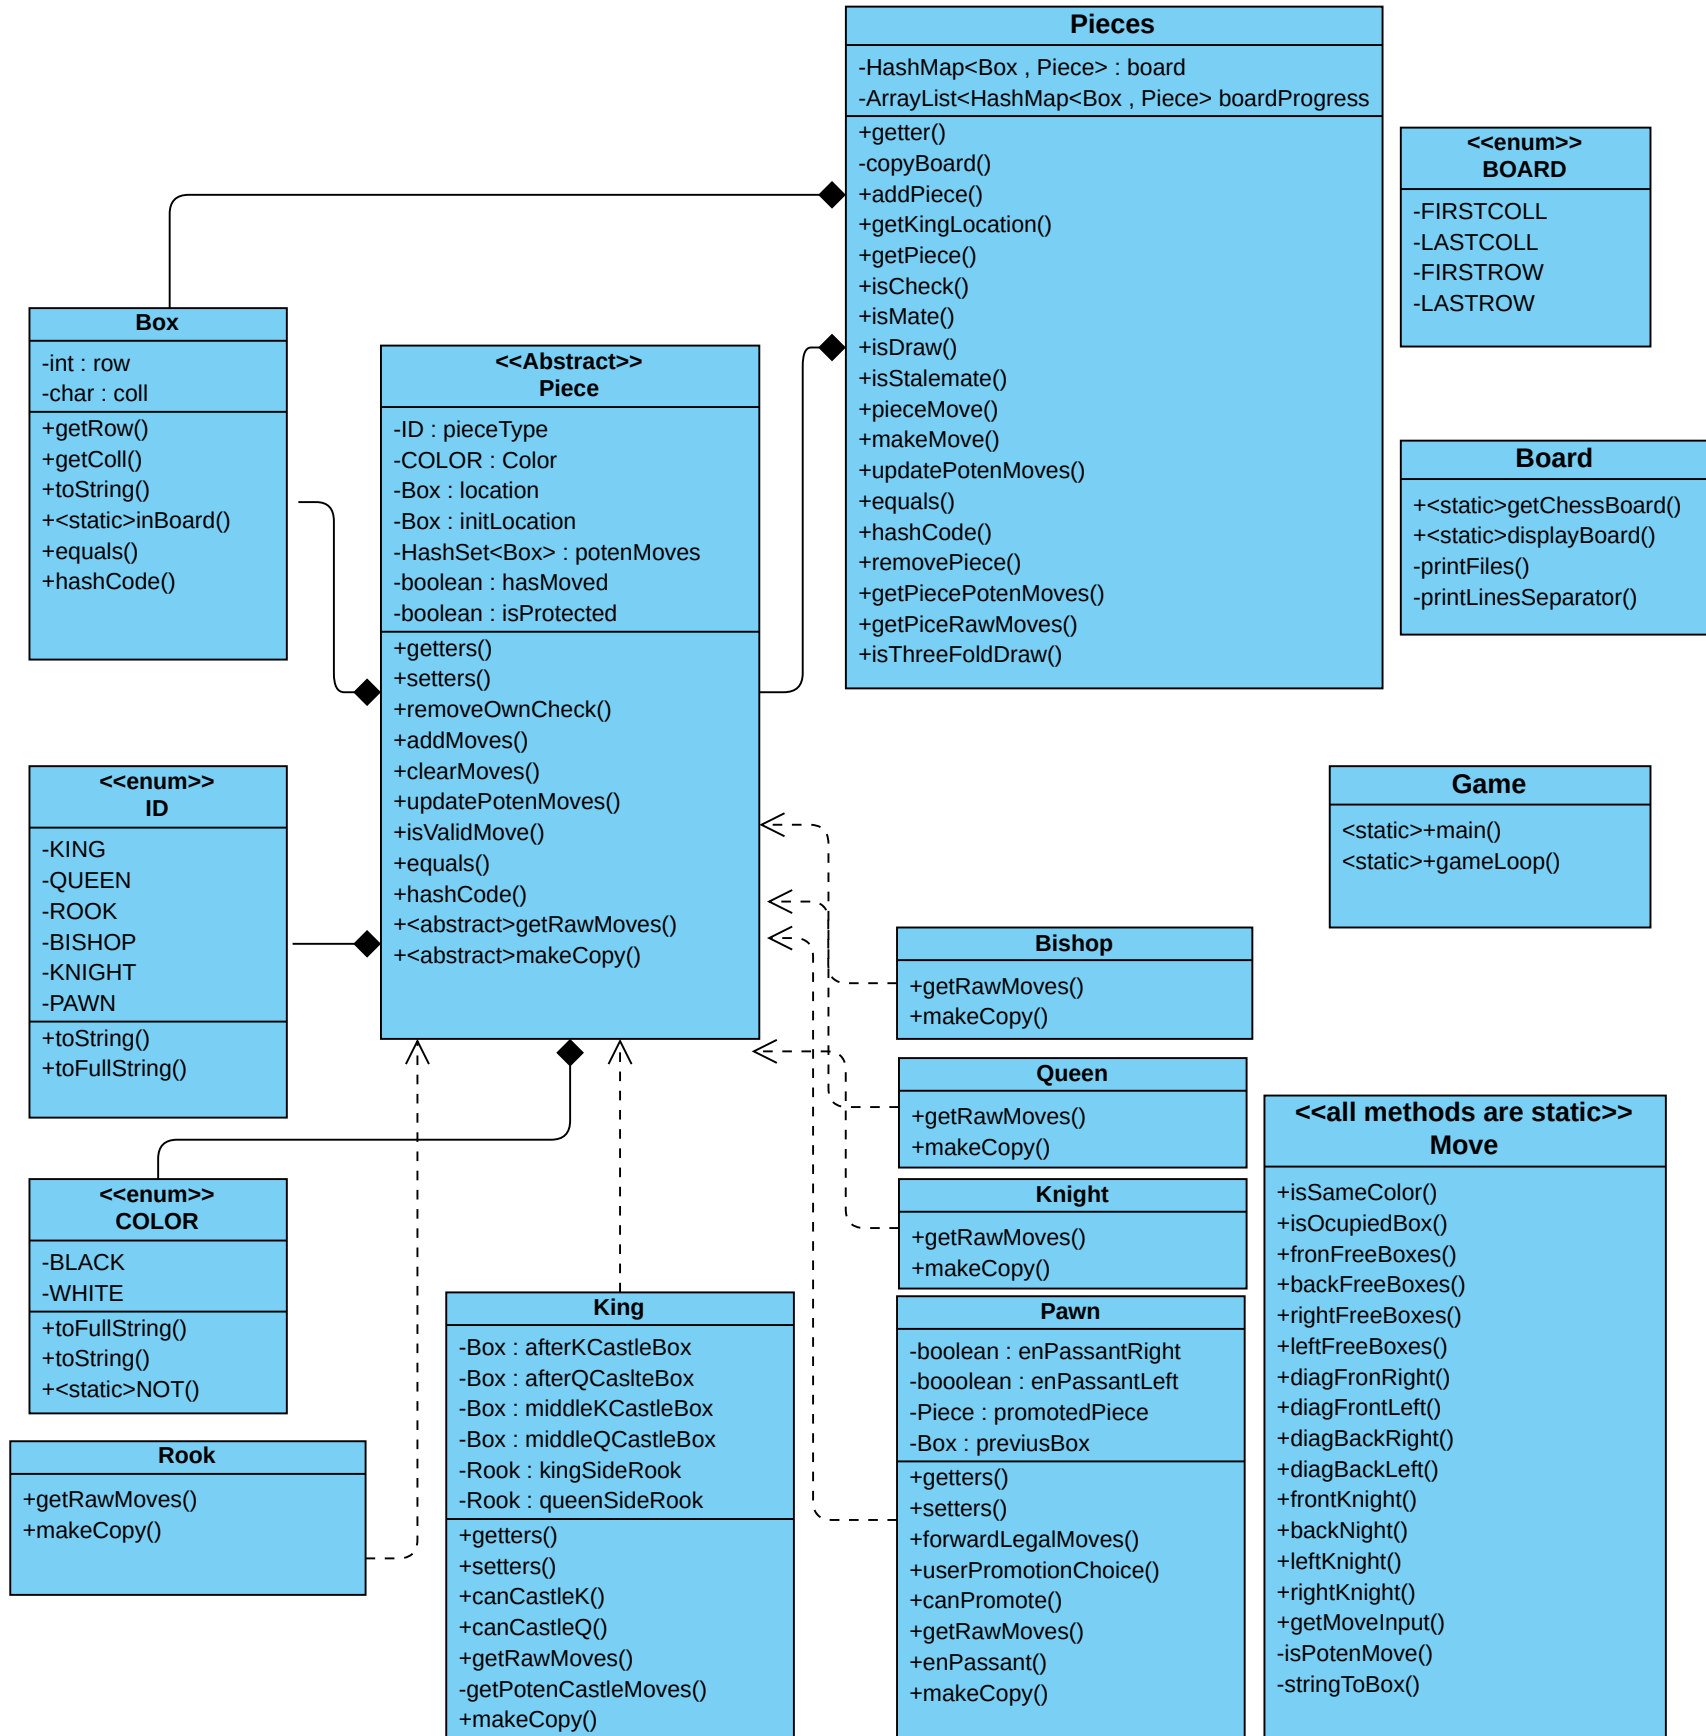 Pieces
-HashMap<Box , Piece> : board
-ArrayList<HashMap<Box , Piece> boardProgress
+getter()
-copyBoard()
+addPiece()
+getKingLocation()
+getPiece()
+isCheck()
+isMate()
+isDraw()
+isStalemate()
+pieceMove()
+makeMove()
+updatePotenMoves()
+equals()
+hashCode()
+removePiece()
+getPiecePotenMoves()
+getPiceRawMoves()
+isThreeFoldDraw()
<<enum>>
BOARD
-FIRSTCOLL
-LASTCOLL
-FIRSTROW
-LASTROW
Box
-int : row
-char : coll
+getRow()
+getColl()
+toString()
+<static>inBoard()
+equals()
+hashCode()
<<Abstract>>
Piece
-ID : pieceType
-COLOR : Color
-Box : location
-Box : initLocation
-HashSet<Box> : potenMoves
-boolean : hasMoved
-boolean : isProtected
+getters()
+setters()
+removeOwnCheck()
+addMoves()
+clearMoves()
+updatePotenMoves()
+isValidMove()
+equals()
+hashCode()
+<abstract>getRawMoves()
+<abstract>makeCopy()
Board
+<static>getChessBoard()
+<static>displayBoard()
-printFiles()
-printLinesSeparator()
<<enum>>
ID
-KING
-QUEEN
-ROOK
-BISHOP
-KNIGHT
-PAWN
+toString()
+toFullString()
Game
<static>+main()
<static>+gameLoop()
Bishop
+getRawMoves()
+makeCopy()
Queen
+getRawMoves()
+makeCopy()
Knight
+getRawMoves()
+makeCopy()
<<all methods are static>>
Move
+isSameColor()
+isOcupiedBox()
+fronFreeBoxes()
+backFreeBoxes()
+rightFreeBoxes()
+leftFreeBoxes()
+diagFronRight()
+diagFrontLeft()
+diagBackRight()
+diagBackLeft()
+frontKnight()
+backNight()
+leftKnight()
+rightKnight()
+getMoveInput()
-isPotenMove()
-stringToBox()
<<enum>>
COLOR
-BLACK
-WHITE
+toFullString()
+toString()
+<static>NOT()
King
-Box : afterKCastleBox
-Box : afterQCaslteBox
-Box : middleKCastleBox
-Box : middleQCastleBox
-Rook : kingSideRook
-Rook : queenSideRook
+getters()
+setters()
+canCastleK()
+canCastleQ()
+getRawMoves()
-getPotenCastleMoves()
+makeCopy()
Pawn
-boolean : enPassantRight
-booolean : enPassantLeft
-Piece : promotedPiece
-Box : previusBox
+getters()
+setters()
+forwardLegalMoves()
+userPromotionChoice()
+canPromote()
+getRawMoves()
+enPassant()
+makeCopy()
Rook
+getRawMoves()
+makeCopy()